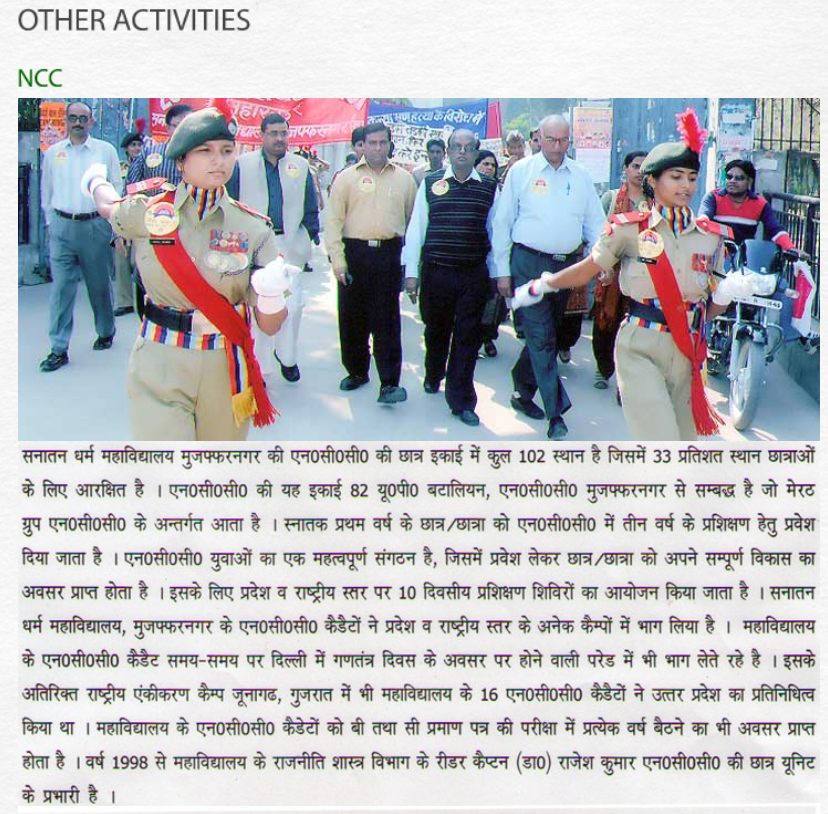 OTHER ACTIVITIES
NCC
कन्या भ्रूण हत्या के विरोध में
सनातन धर्म महाविद्यालय मुजफ्फरनगर की एन0सी0सी0 की छात्र इकाई में कुल 102 स्थान है जिसमें 33 प्रतिशत स्थान छात्राओं
के लिए आरक्षित है । एन0सी0सी0 की यह इकाई 82 यू0पी0 बटालियन, एन0सी0सी0 मुजफ्फरनगर से सम्बद्ध है जो मेरठ
ग्रुप एन0सी0सी0 के अन्तर्गत आता है । स्नातक प्रथम वर्ष के छात्र/छात्रा को एन0सी0सी0 में तीन वर्ष के प्रशिक्षण हेतु प्रवेश
दिया जाता है । एन0सी0सी0 युवाओं का एक महत्वपूर्ण संगठन है, जिसमें प्रवेश लेकर छात्र/छात्रा को अपने सम्पूर्ण विकास का
अवसर प्राप्त होता है । इसके लिए प्रदेश व राष्ट्रीय स्तर पर 10 दिवसीय प्रशिक्षण शिविरों का आयोजन किया जाता है । सनातन
धर्म महाविद्यालय, मुजफ्फरनगर के एन0सी0सी0 कैडैटों ने प्रदेश व राष्ट्रीय स्तर के अनेक कैम्पों में भाग लिया है । महाविद्यालय
के एन0सी0सी0 कैडैट समय-समय पर दिल्ली में गणतंत्र दिवस के अवसर पर होने वाली परेड में भी भाग लेते रहे है । इसके
अतिरिक्त राष्ट्रीय एंकीकरण कैम्प जूनागढ, गुजरात में भी महाविद्यालय के 16 एन0सी0सी0 कैडैटों ने उत्तर प्रदेश का प्रतिनिधित्व
किया था । महाविद्यालय के एन0सी0सी0 कैडेटों को बी तथा सी प्रमाण पत्र की परीक्षा में प्रत्येक वर्ष बैठने का भी अवसर प्राप्त
होता है । वर्ष 1998 से महाविद्यालय के राजनीति शास्त्र विभाग के रीडर कैप्टन (डा0) राजेश कुमार एन0सी0सी0 की छात्र यूनिट
के प्रभारी है ।